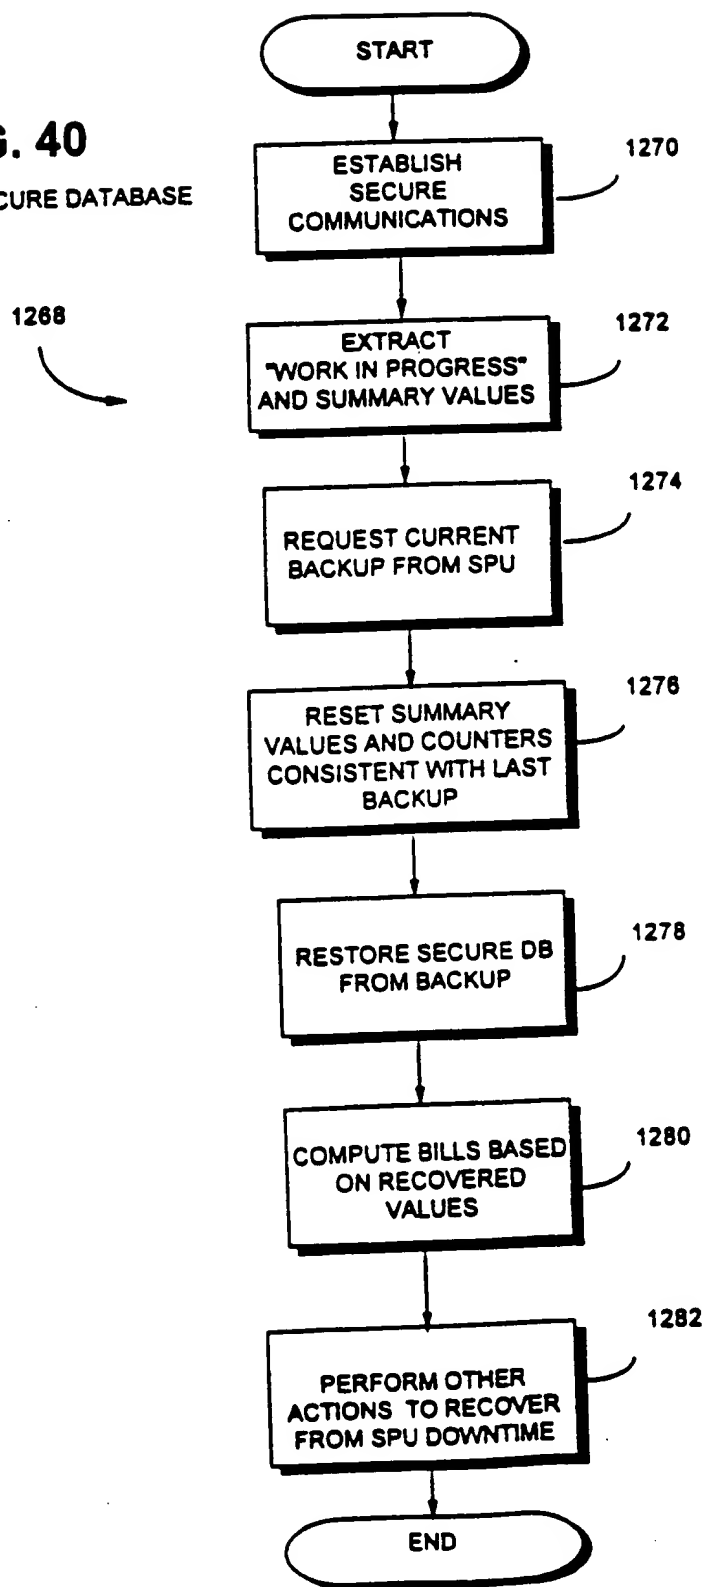 START
. 40
DATABASE
1268
ESTABLISH
SECURE
COMMUNICATIONS
1270
EXTRACT
"WORK IN PROGRESS"
AND SUMMARY VALUES
1272
REQUEST CURRENT
BACKUP FROM SPU
1274
RESET SUMMARY
VALUES AND COUNTERS
CONSISTENT WITH LAST
BACKUP
1276
RESTORE SECURE DB
FROM BACKUP
1278
COMPUTE BILLS BASED
ON RECOVERED
VALUES
1280
PERFORM OTHER
ACTIONS TO RECOVER
FROM SPU DOWNTIME
1282
END